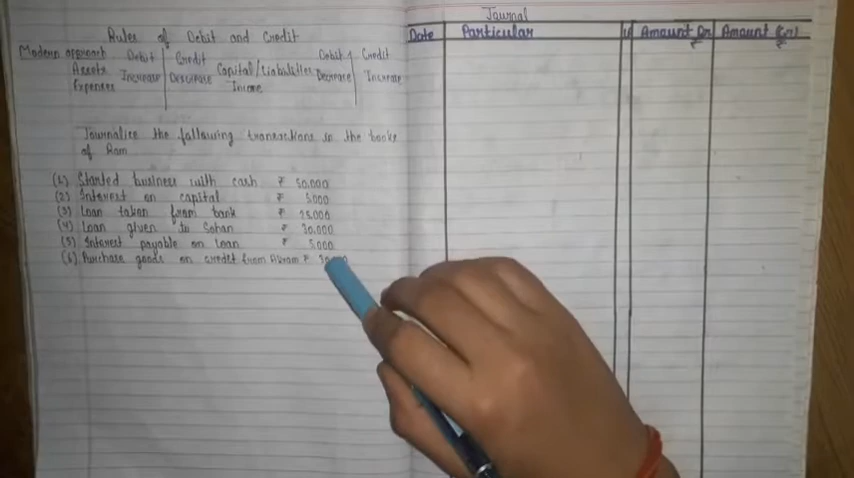 Rules of Debit and Credit
Modern approach Debit Credit Debit Credit
Assets Increase Decrease Capital/Liabilities Decrease Increase
Expenses Income
Journalise the following transactions in the books
of Ram
(1) Started business with cash ₹ 50,000
(2) Interest on capital ₹ 5,000
(3) Loan taken from bank ₹ 25,000
(4) Loan given to Sohan ₹ 30,000
(5) Interest payable on Loan ₹ 5,000
(6) Purchase goods on credit from ₹
Journal
Date Particular Amount Dr Amount (Cr)
₹ ₹